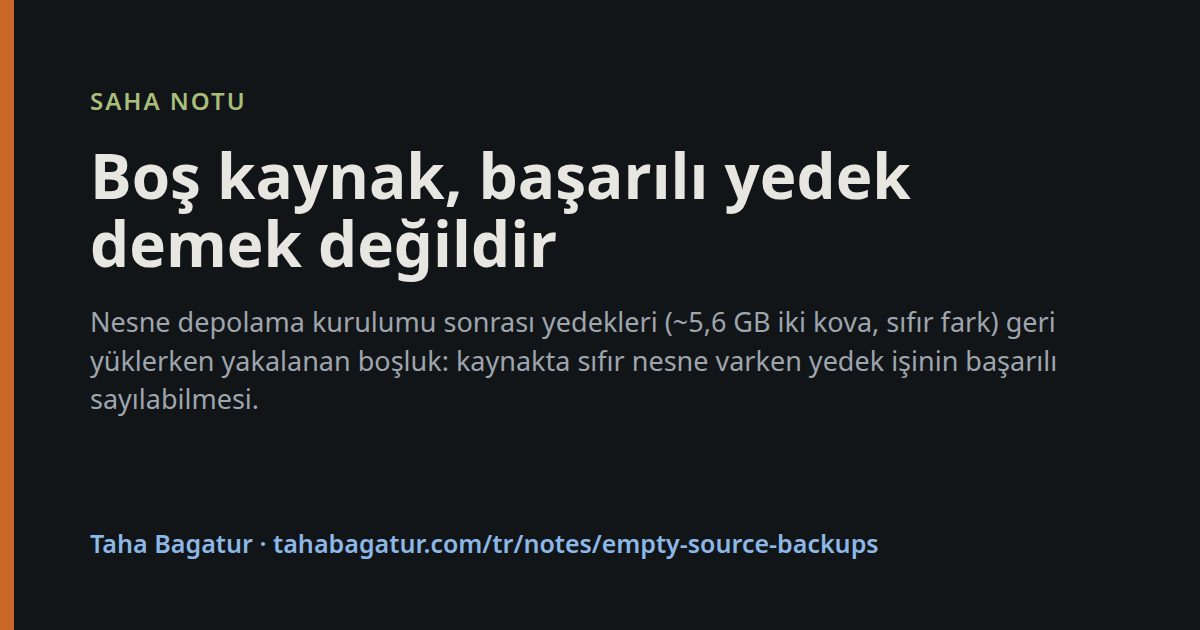 SAHA NOTU
Boş kaynak, başarılı yedek
demek değildir
Nesne depolama kurulumu sonrası yedekleri (~5,6 GB iki kova, sıfır fark) geri
yüklerken yakalanan boşluk: kaynakta sıfır nesne varken yedek işinin başarılı
sayılabilmesi.
Taha Bagatur · tahabagatur.com/tr/notes/empty-source-backups